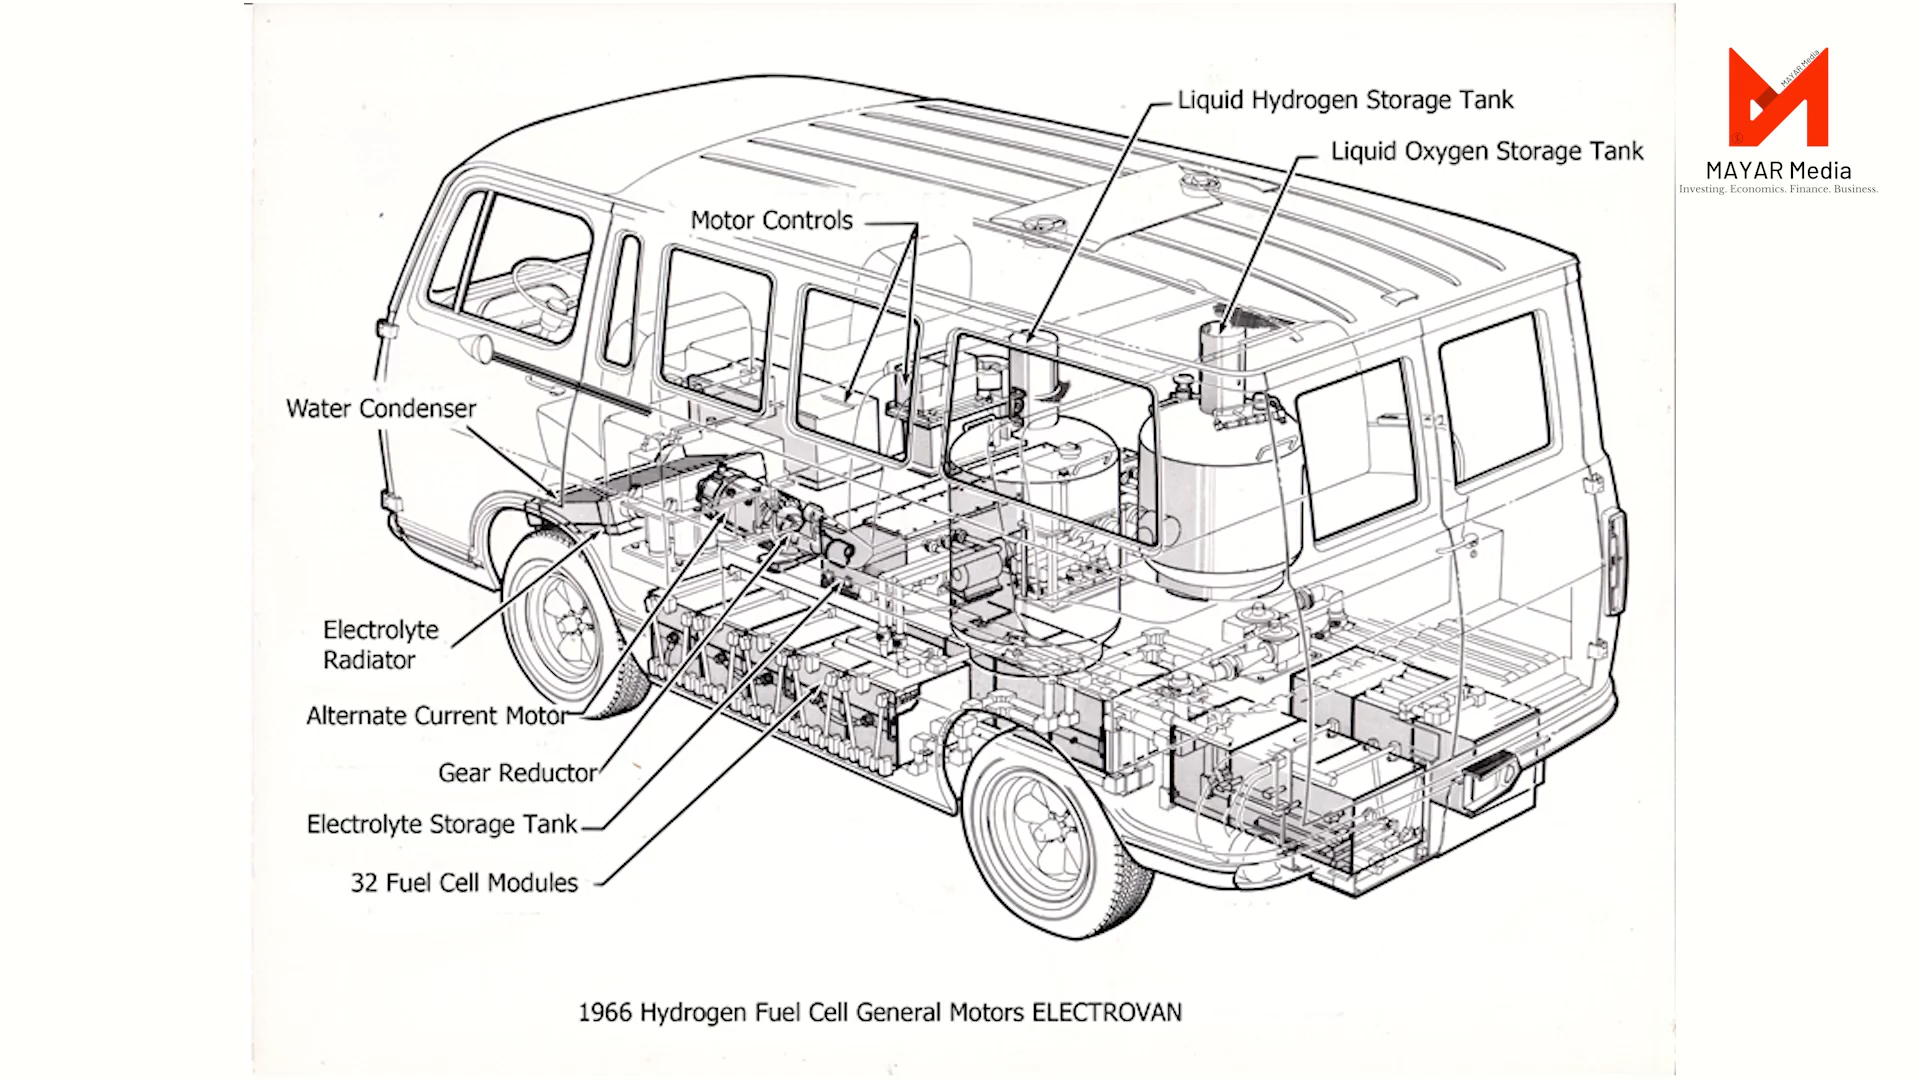 Liquid Hydrogen Storage Tank
Liquid Oxygen Storage Tank
Motor Controls
Water Condenser
Electrolyte
Radiator
Alternate Current Motor
Gear Reductor
Electrolyte Storage Tank
32 Fuel Cell Modules
1966 Hydrogen Fuel Cell General Motors ELECTROVAN
MAYAR Media
MAYAR Media
Investing. Economics. Finance. Business.